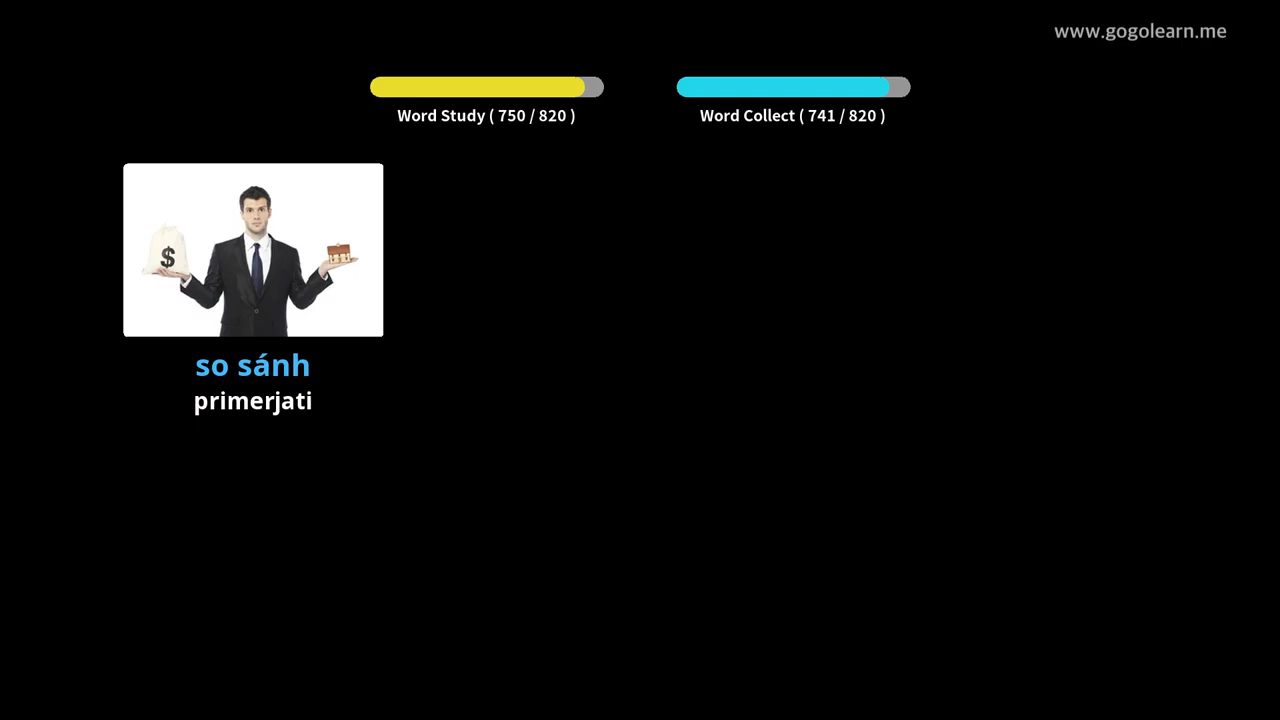 www.gogolearn.me
Word Study ( 750 / 820 )
Word Collect ( 741 / 820 )
$
so sánh
primerjati